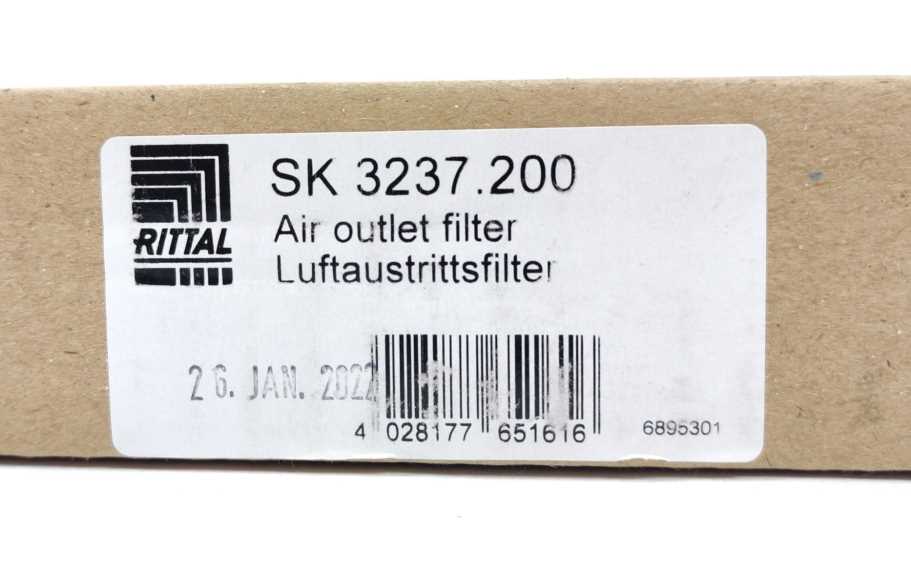 RITTAL
SK 3237.200
Air outlet filter
Luftaustrittsfilter
26. JAN. 2022
4 028177 651616
6895301